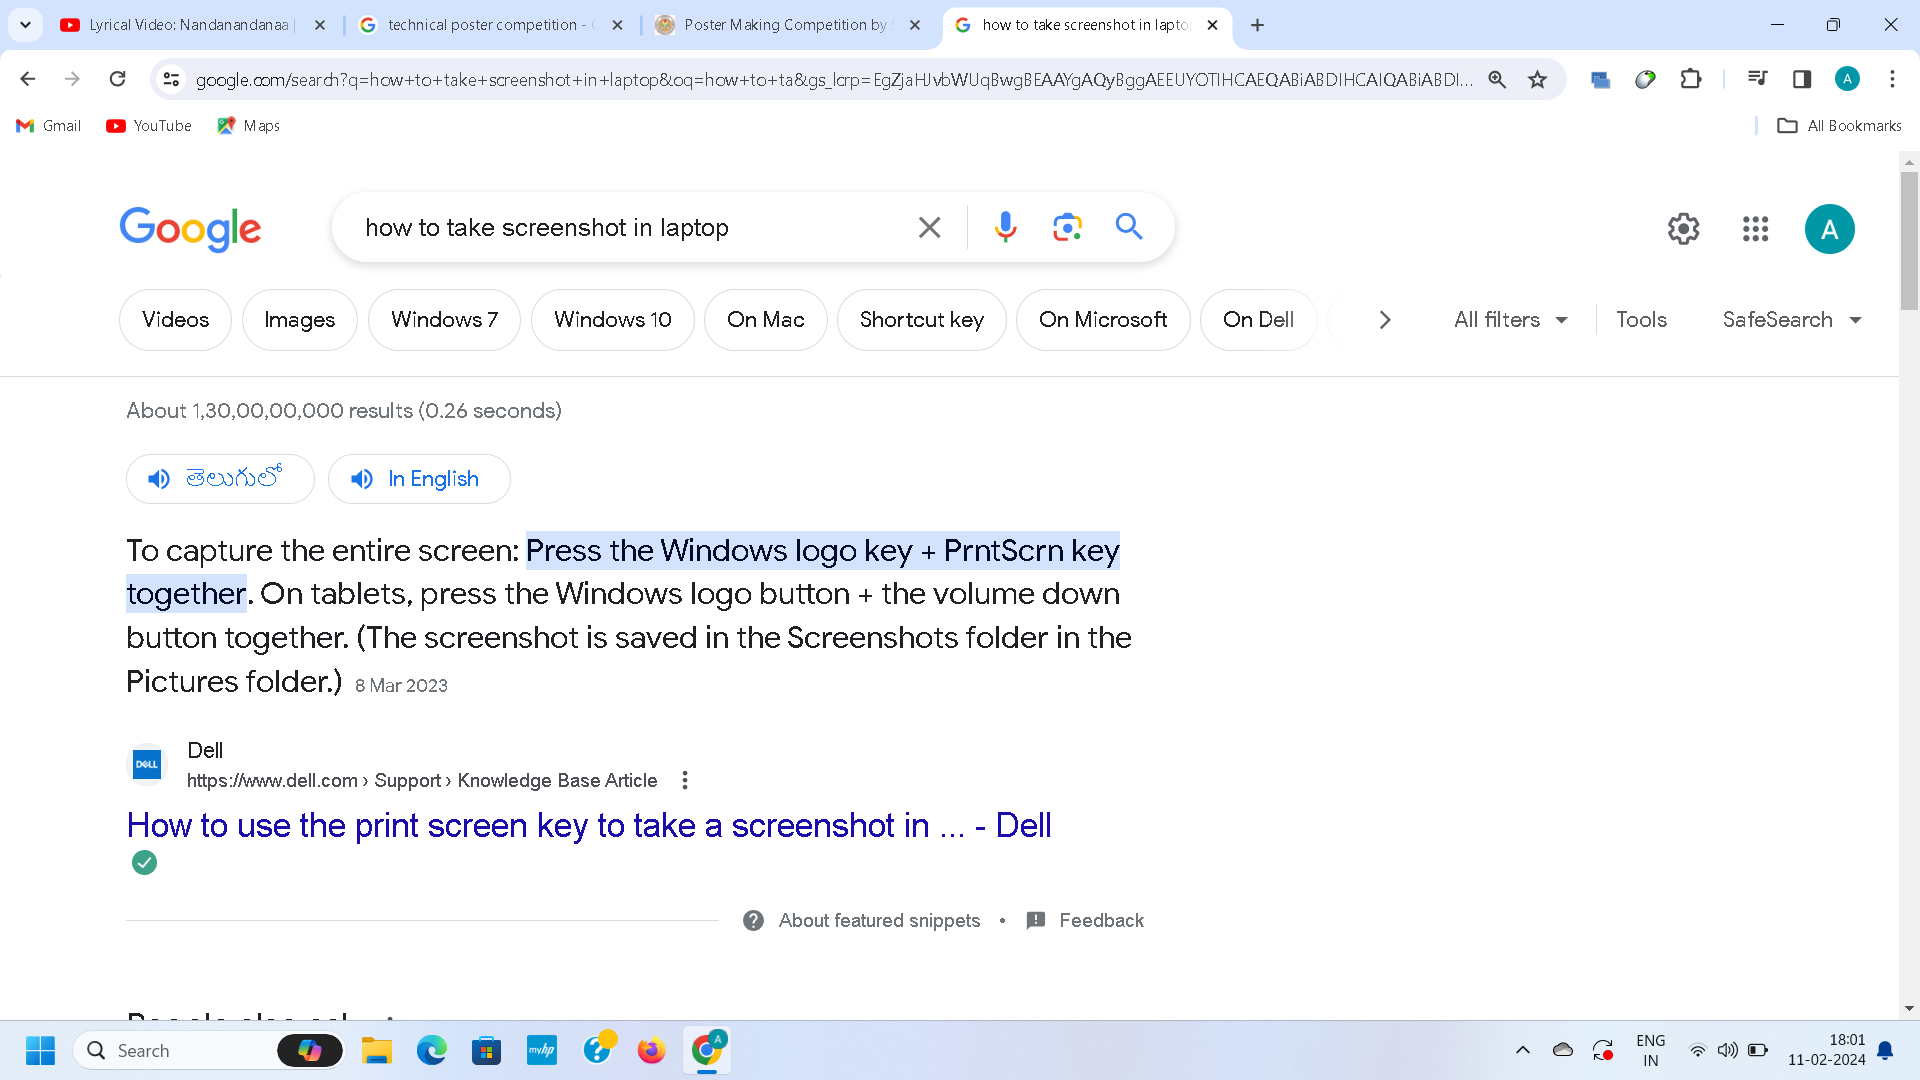 Lyrical Video: Nandanandanaa |
technical poster competition -
Poster Making Competition by
how to take screenshot in lapto
google.com/search?q=how+to+take+screenshot+in+laptop&oq=how+to+ta&gs_lcrp=EgZjaHJvbWUqBwgBEAAYgAQyBggAEEUYOTIHCAEQABiABDIHCAIQABiABDI...
A
Gmail
YouTube
Maps
All Bookmarks
Google
how to take screenshot in laptop
A
Videos
Images
Windows 7
Windows 10
On Mac
Shortcut key
On Microsoft
On Dell
All filters
Tools
SafeSearch
About 1,30,00,00,000 results (0.26 seconds)
తెలుగులో
In English
To capture the entire screen: Press the Windows logo key + PrntScrn key
together. On tablets, press the Windows logo button + the volume down
button together. (The screenshot is saved in the Screenshots folder in the
Pictures folder.) 8 Mar 2023
DELL
Dell
https://www.dell.com › Support › Knowledge Base Article
How to use the print screen key to take a screenshot in ... - Dell
About featured snippets • Feedback
Search
myhp
A
ENG
IN
18:01
11-02-2024